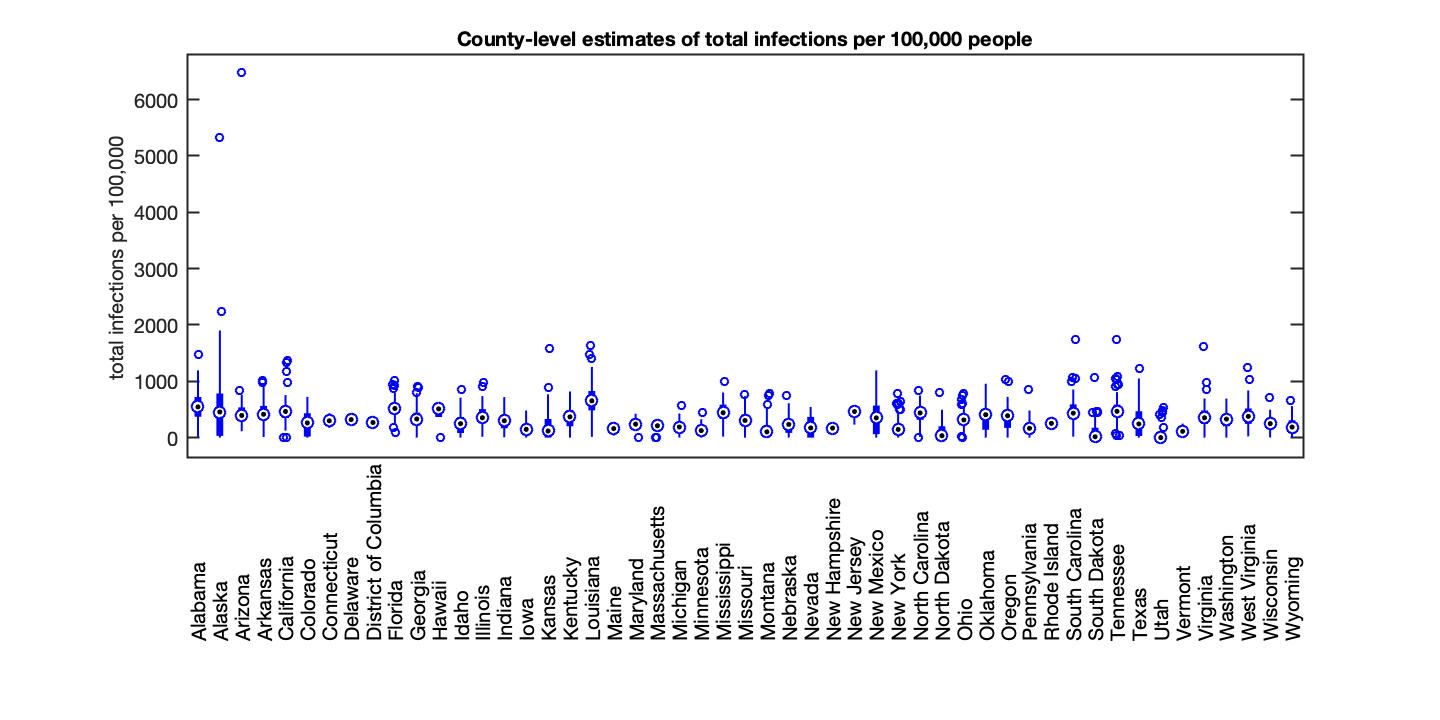 County-level estimates of total infections per 100,000 people
total infections per 100,000
6000
5000
4000
3000
2000
1000
0
Alabama
Alaska
Arizona
Arkansas
California
Colorado
Connecticut
Delaware
District of Columbia
Florida
Georgia
Hawaii
Idaho
Illinois
Indiana
Iowa
Kansas
Kentucky
Louisiana
Maine
Maryland
Massachusetts
Michigan
Minnesota
Mississippi
Missouri
Montana
Nebraska
Nevada
New Hampshire
New Jersey
New Mexico
New York
North Carolina
North Dakota
Ohio
Oklahoma
Oregon
Pennsylvania
Rhode Island
South Carolina
South Dakota
Tennessee
Texas
Utah
Vermont
Virginia
Washington
West Virginia
Wisconsin
Wyoming